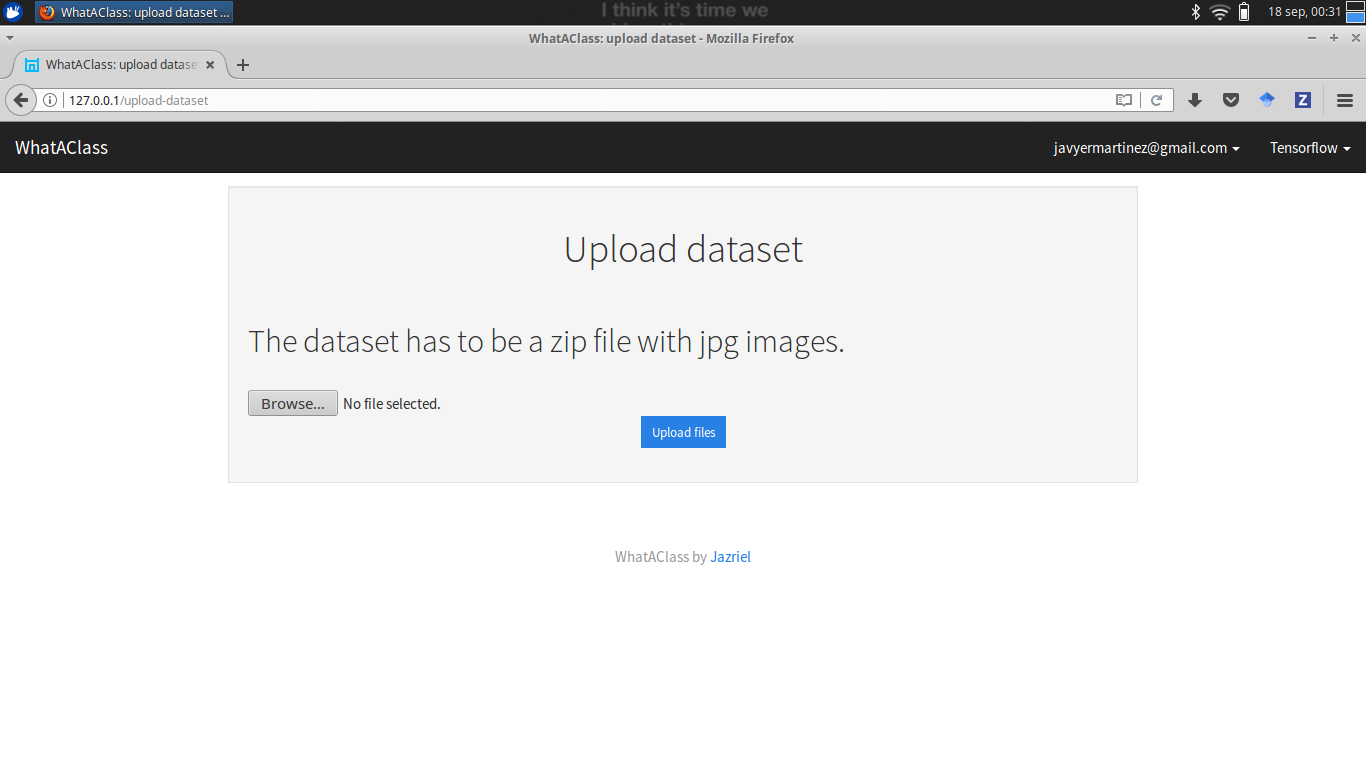 WhatAClass: upload dataset ...
I think it's time we
18 sep, 00:31
WhatAClass: upload dataset - Mozilla Firefox
WhatAClass: upload datase
127.0.0.1/upload-dataset
Z
WhatAClass
javyermartinez@gmail.com
Tensorflow
Upload dataset
The dataset has to be a zip file with jpg images.
Browse... No file selected.
Upload files
WhatAClass by Jazriel